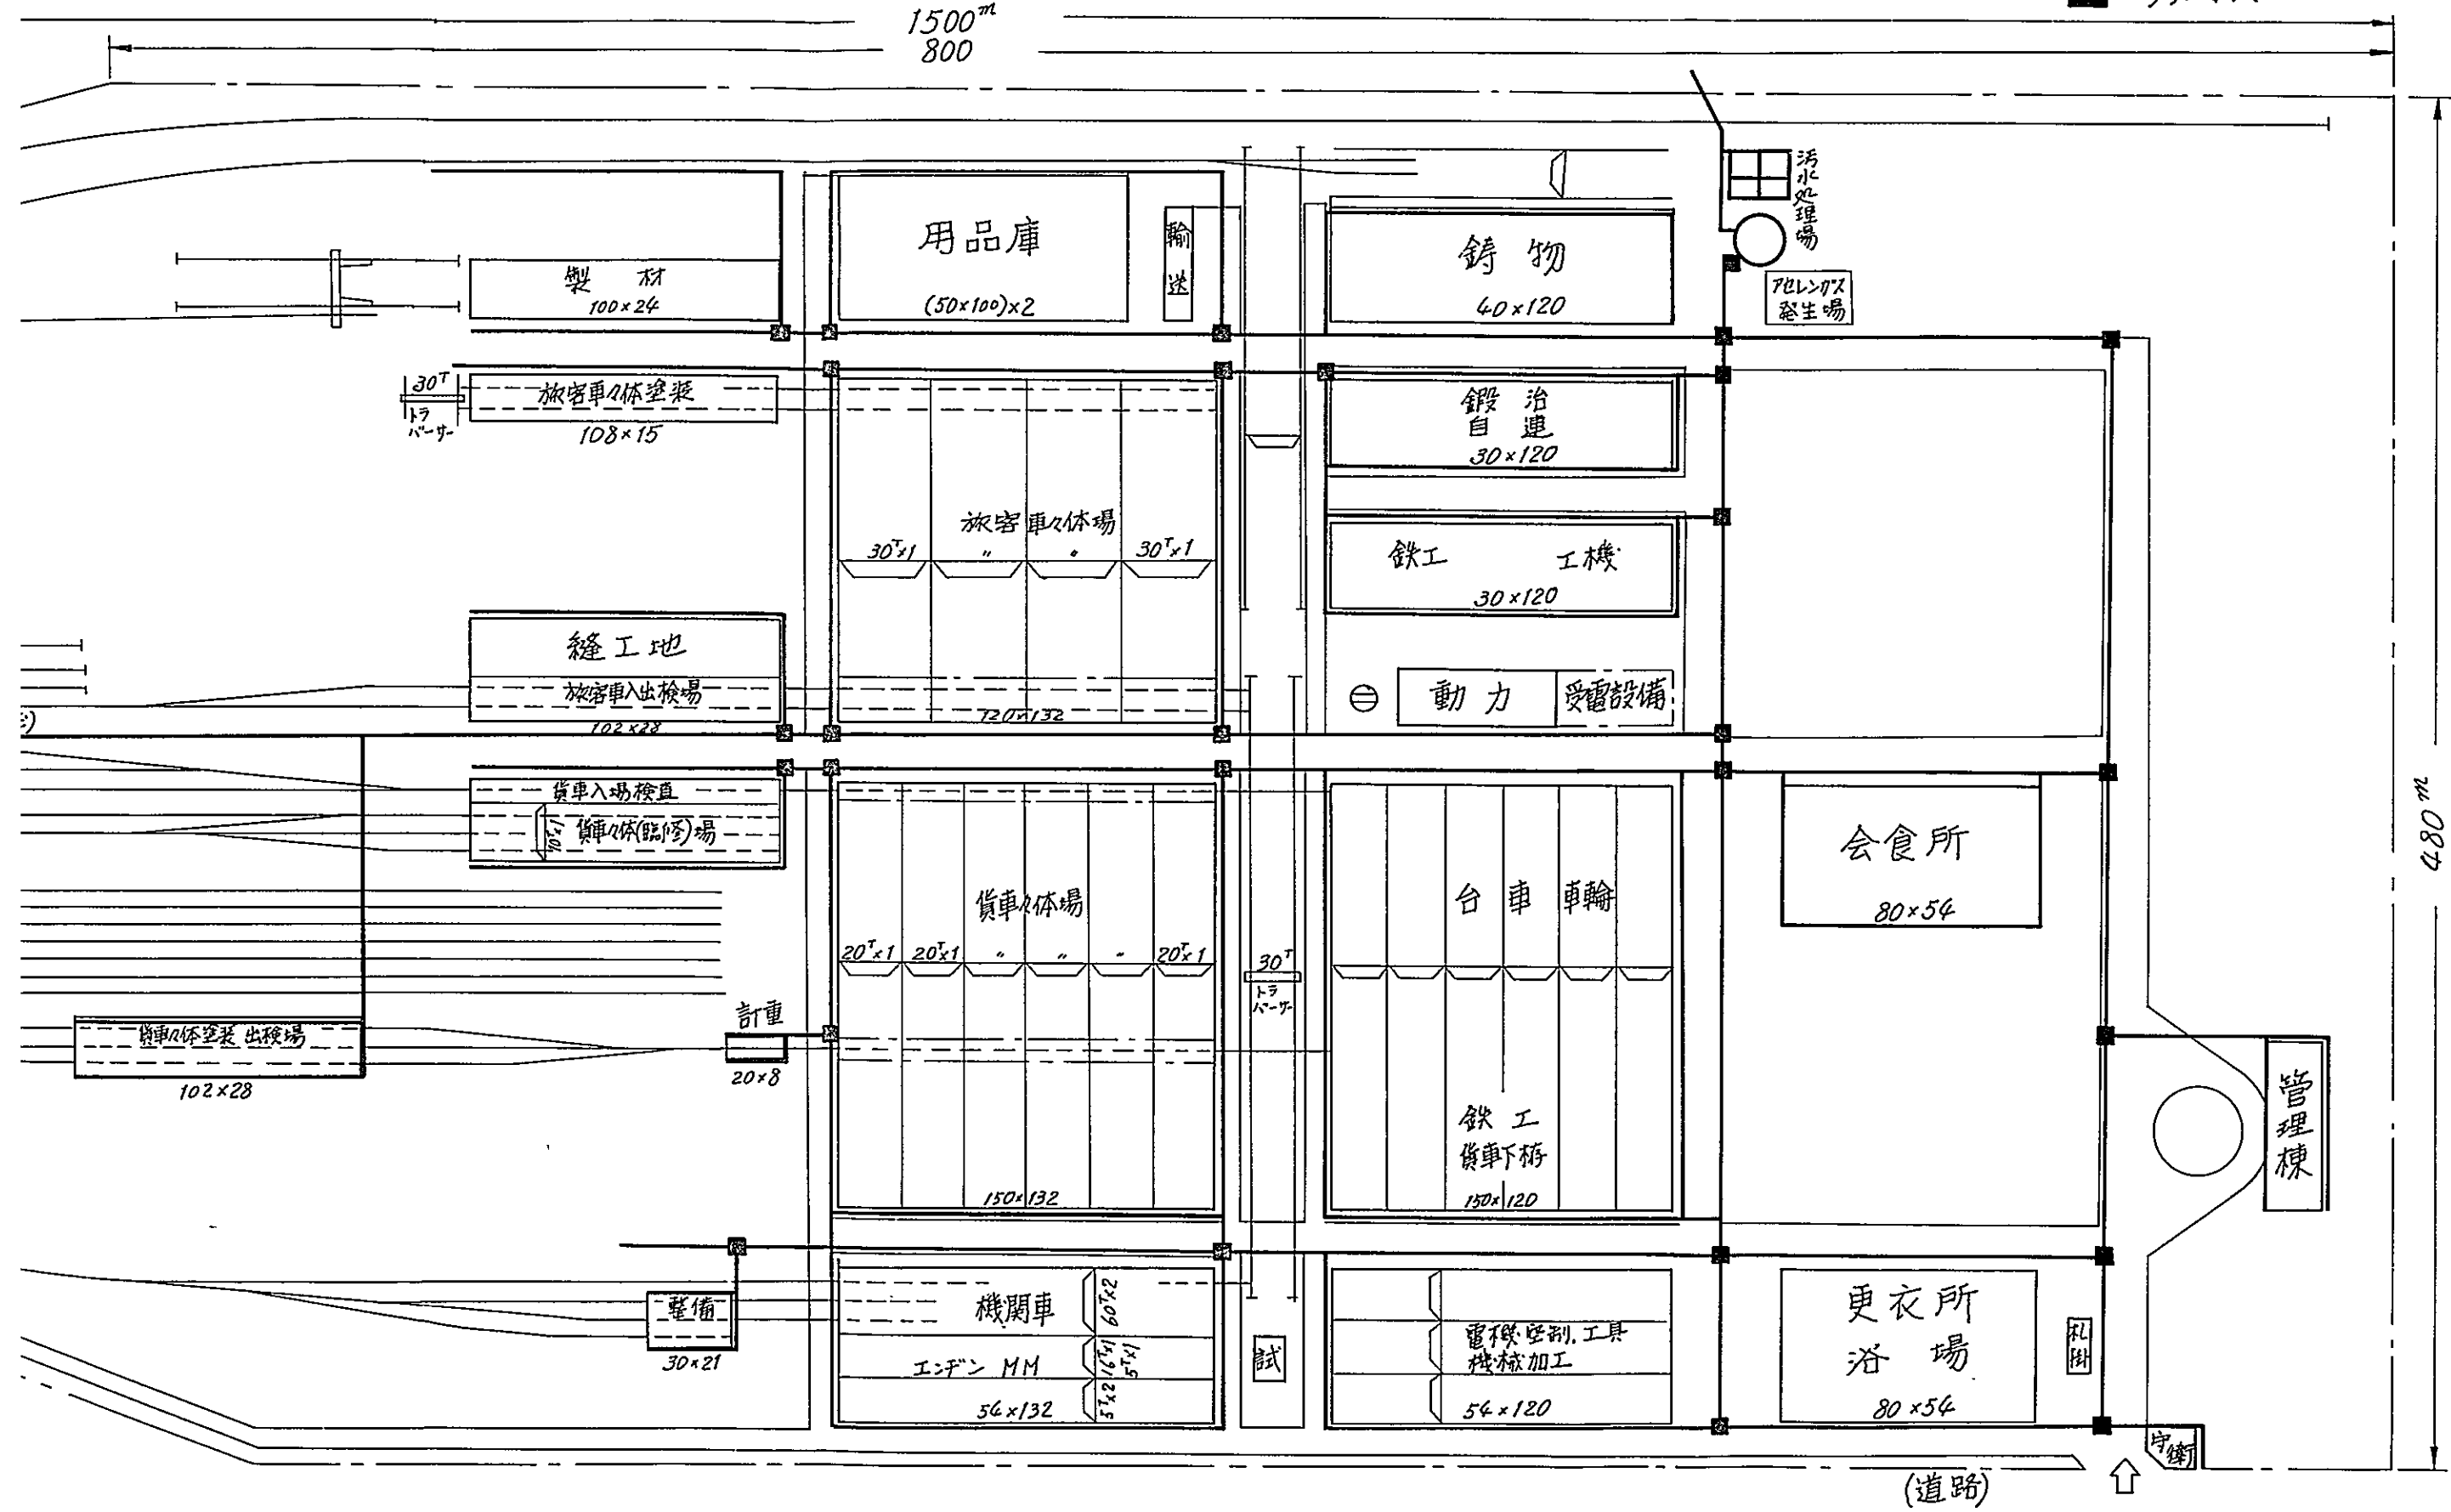 1500m
800
汚水処理場
用品庫
(50×100)×2
輸送
鋳物
40×120
製材
100×24
アセレンガス
発生場
30T
トラ
バーサー
旅客車々体塗装
108×15
鍛冶
自連
30×120
旅客車々体場
30T×1
〃
〃
30T×1
120×132
鉄工 工機
30×120
縫工地
旅客車入出検場
102×28
動力
受電設備
貨車入場検査
10T×1
貨車々体(臨修)場
会食所
80×54
480m
貨車々体場
20T×1
20T×1
〃
〃
〃
20T×1
150×132
台車 車輪
鉄工
貨車下栫
150×120
30T
トラ
バーサー
計重
20×8
貨車々体塗装 出検場
102×28
管理棟
整備
30×21
機関車
60T×2
エンヂン MM
16T×1
5T×1
5T×2
54×132
試
電機.空制.工具
機械加工
54×120
更衣所
浴場
80×54
札掛
守衛
(道路)